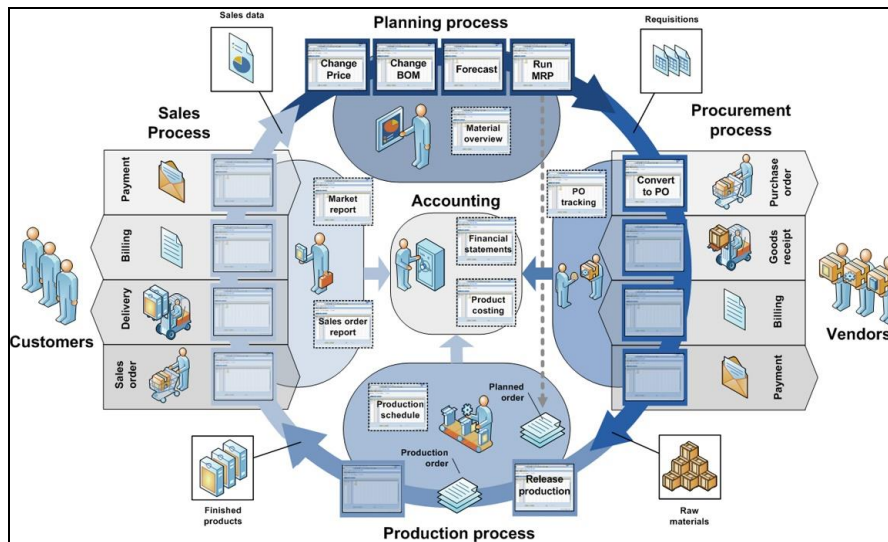 Sales data
Planning process
Requisitions
Change
Price
Change
BOM
Forecast
Run
MRP
Sales
Process
Material
overview
Procurement
process
Payment
Billing
Delivery
Sales
order
Market
report
Sales order
report
Accounting
Financial
statements
Product
costing
PO
tracking
Convert
to PO
Purchase
order
Goods
receipt
Billing
Payment
Customers
Vendors
Production
schedule
Planned
order
Production
order
Release
production
Finished
products
Production process
Raw
materials